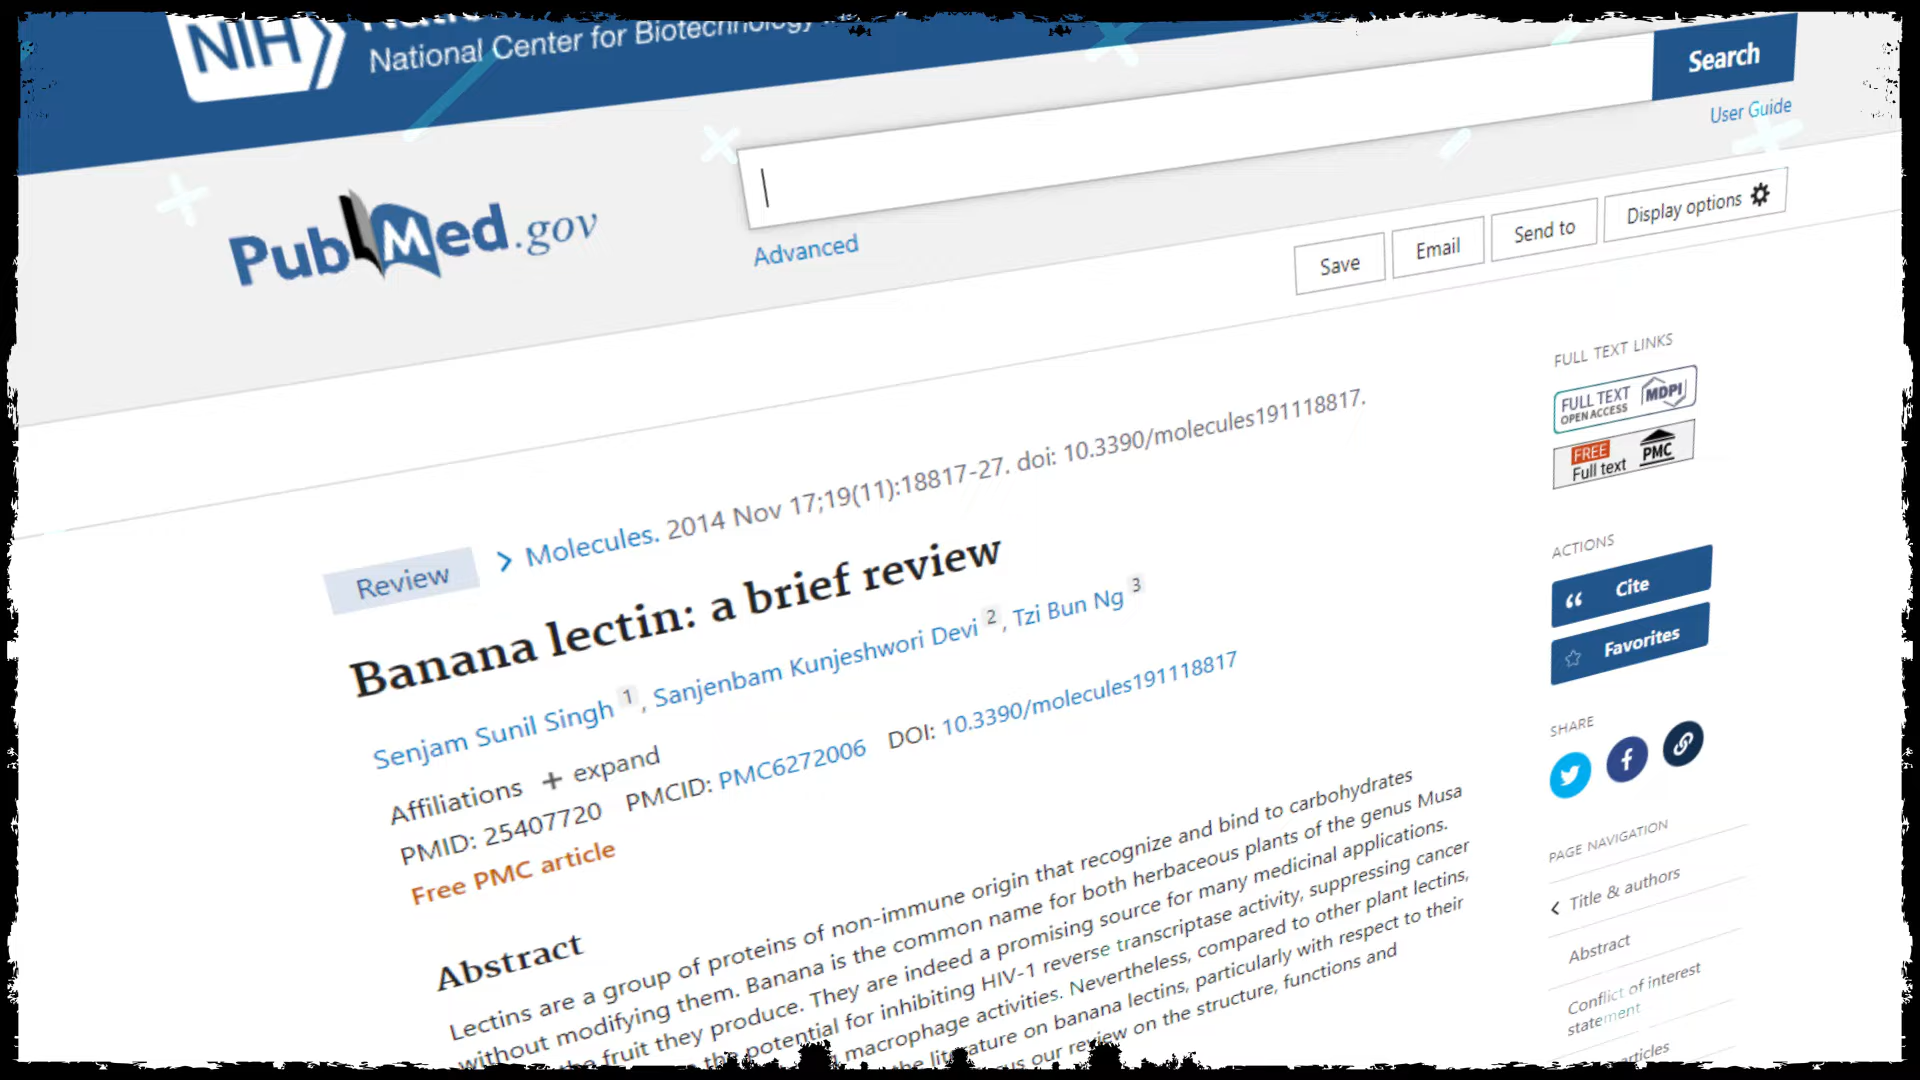 NIH
National Center for Biotechnology
Search
User Guide
PubMed.gov
Advanced
Save
Email
Send to
Display options
FULL TEXT LINKS
FULL TEXT
OPEN ACCESS
MDPI
FREE
Full text
PMC
ACTIONS
Cite
Favorites
SHARE
PAGE NAVIGATION
Title & authors
Abstract
Conflict of interest
statement
articles
Review
Molecules. 2014 Nov 17;19(11):18817-27. doi: 10.3390/molecules191118817.
Banana lectin: a brief review
Senjam Sunil Singh 1, Sanjenbam Kunjeshwori Devi 2, Tzi Bun Ng 3
Affiliations + expand
PMID: 25407720 PMCID: PMC6272006 DOI: 10.3390/molecules191118817
Free PMC article
Abstract
Lectins are a group of proteins of non-immune origin that recognize and bind to carbohydrates
without modifying them. Banana is the common name for both herbaceous plants of the genus Musa
the fruit they produce. They are indeed a promising source for many medicinal applications.
the potential for inhibiting HIV-1 reverse transcriptase activity, suppressing cancer
macrophage activities. Nevertheless, compared to other plant lectins,
the literature on banana lectins, particularly with respect to their
our review on the structure, functions and